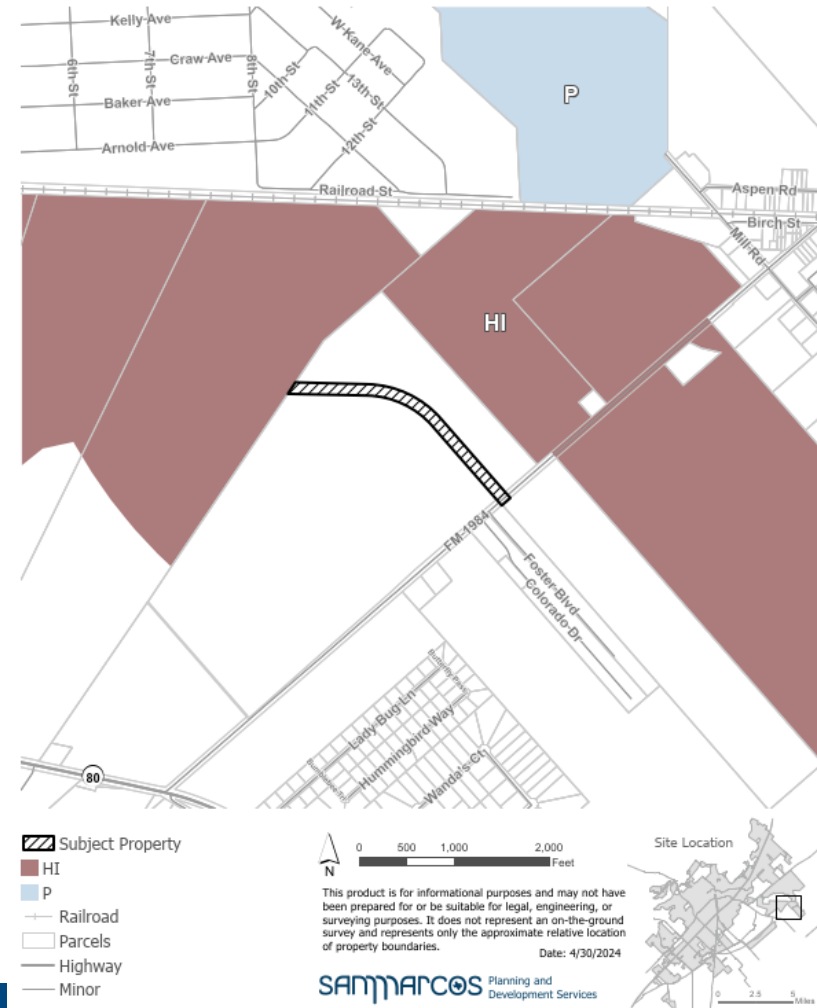 Kelly Ave
W Kane Ave
6th St
7th St
Craw Ave
8th St
10th St
13th St
11th St
Baker Ave
12th St
Arnold Ave
P
Railroad St
Aspen Rd
Birch St
Mill Rd
HI
FM 1984
Foster Blvd
Colorado Dr
Butterfly Pass
Lady Bug Ln
Hummingbird Way
Bumblebee Trl
Wanda's Ct
80
Subject Property
HI
P
Railroad
Parcels
Highway
Minor
N
0 500 1,000 2,000
Feet
This product is for informational purposes and may not have
been prepared for or be suitable for legal, engineering, or
surveying purposes. It does not represent an on-the-ground
survey and represents only the approximate relative location
of property boundaries.
Date: 4/30/2024
SAN MARCOS Planning and
Development Services
Site Location
0 2.5 5
Miles